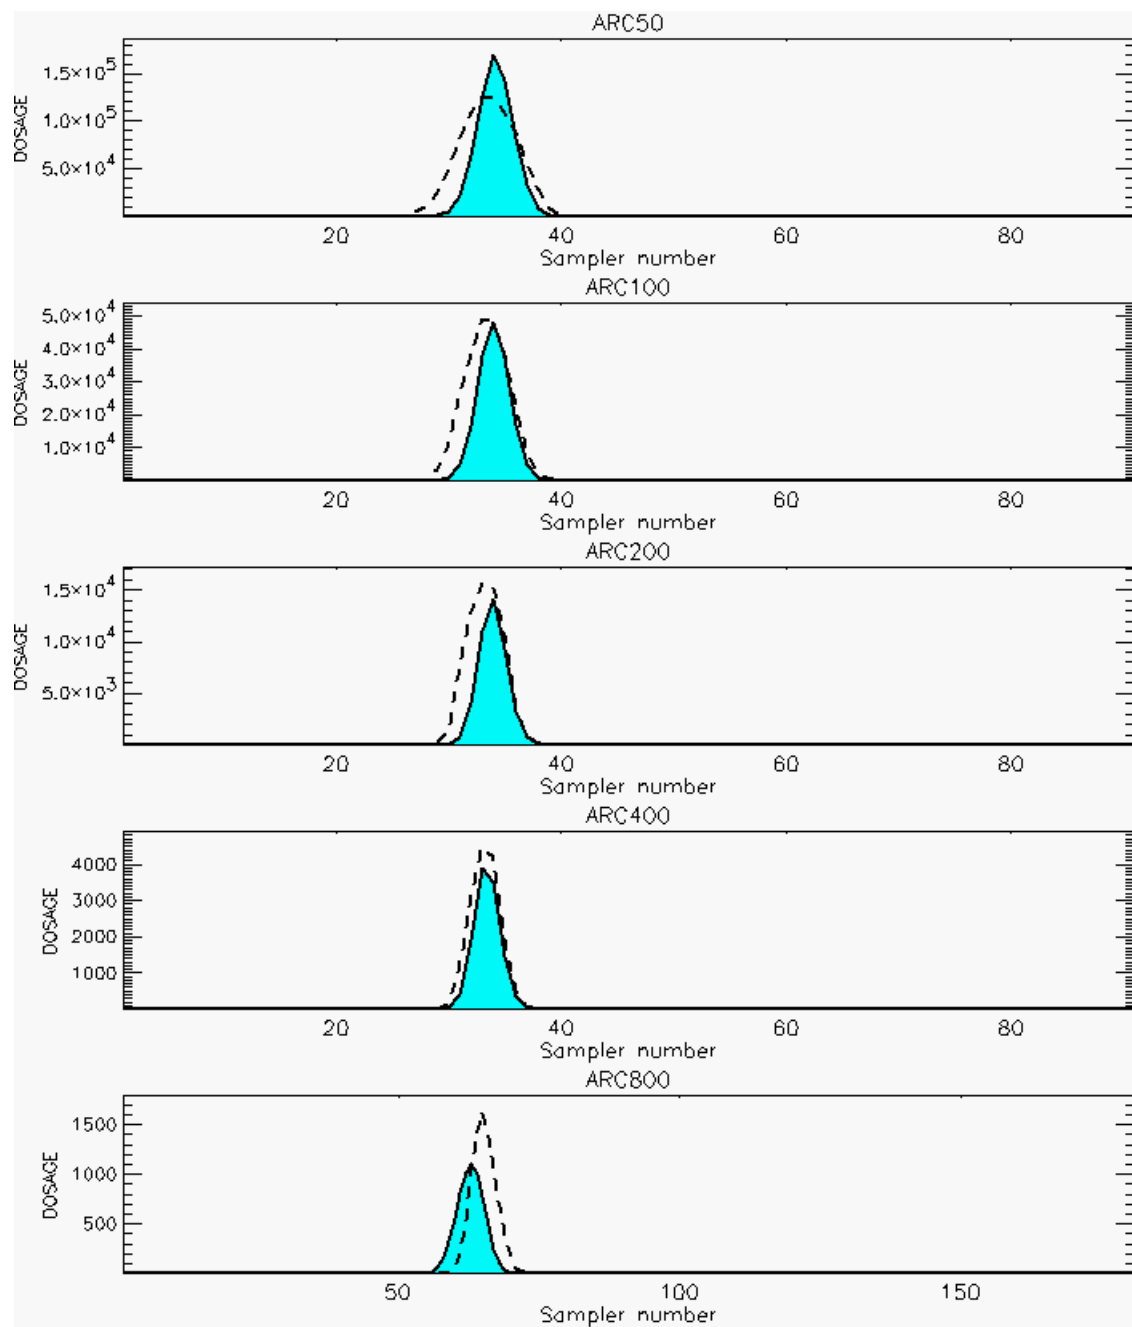 ARC50
1.5×10^5
1.0×10^5
5.0×10^4
DOSAGE
20 40 60 80
Sampler number
ARC100
5.0×10^4
4.0×10^4
3.0×10^4
2.0×10^4
1.0×10^4
DOSAGE
20 40 60 80
Sampler number
ARC200
1.5×10^4
1.0×10^4
5.0×10^3
DOSAGE
20 40 60 80
Sampler number
ARC400
4000
3000
2000
1000
DOSAGE
20 40 60 80
Sampler number
ARC800
1500
1000
500
DOSAGE
50 100 150
Sampler number